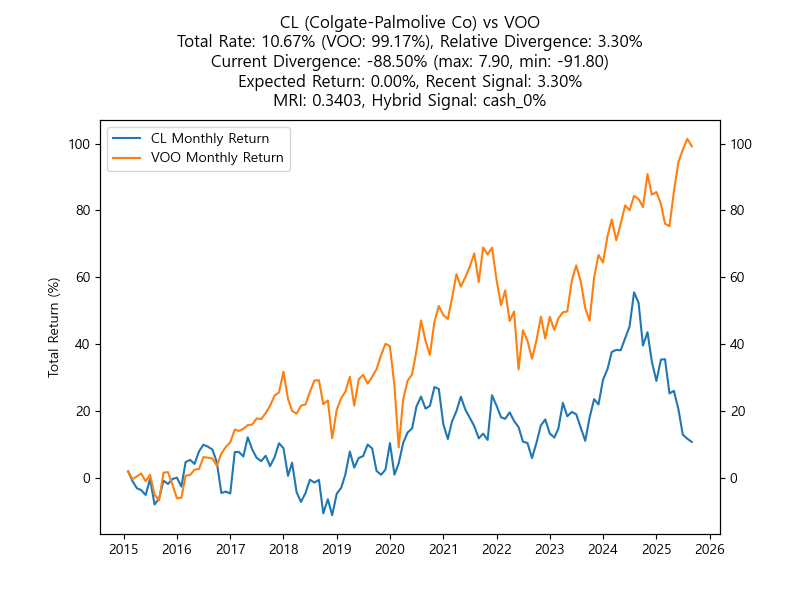 CL (Colgate-Palmolive Co) vs VOO
Total Rate: 10.67% (VOO: 99.17%), Relative Divergence: 3.30%
Current Divergence: -88.50% (max: 7.90, min: -91.80)
Expected Return: 0.00%, Recent Signal: 3.30%
MRI: 0.3403, Hybrid Signal: cash_0%
CL Monthly Return
VOO Monthly Return
Total Return (%)
100
80
60
40
20
0
100
80
60
40
20
0
2015 2016 2017 2018 2019 2020 2021 2022 2023 2024 2025 2026